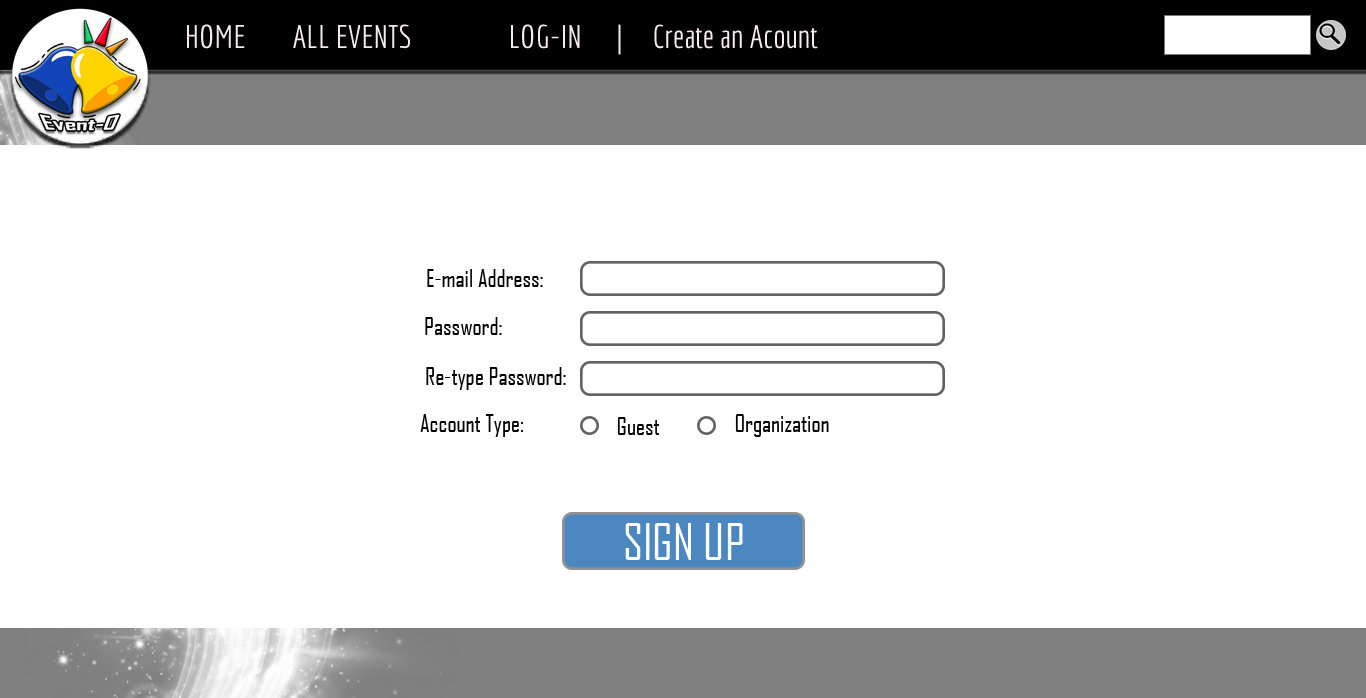 HOME ALL EVENTS LOG-IN | Create an Acount
Event-O
E-mail Address:
Password:
Re-type Password:
Account Type: Guest Organization
SIGN UP